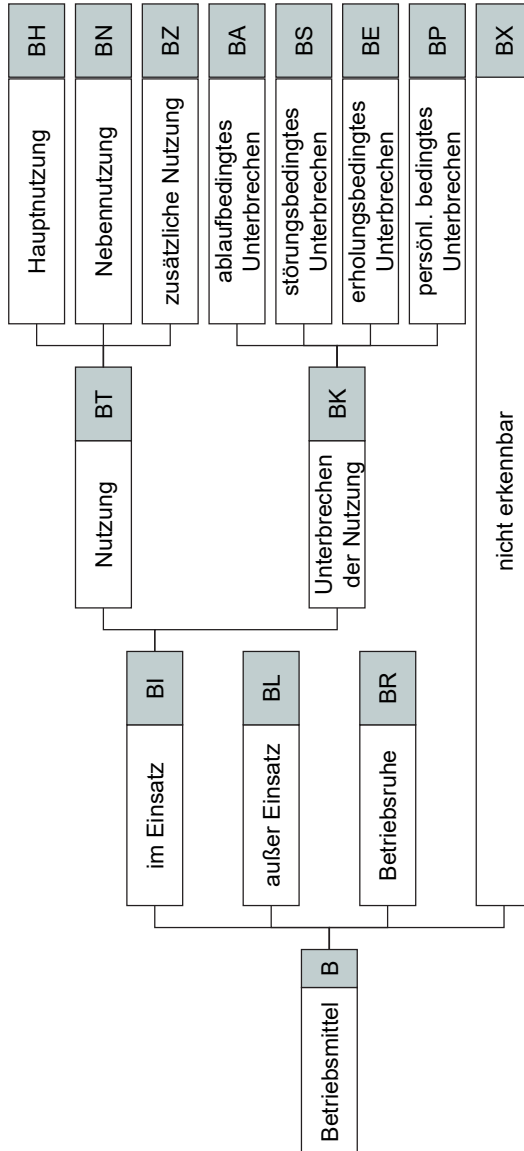 Betriebsmittel
B
im Einsatz
BI
außer Einsatz
BL
Betriebsruhe
BR
nicht erkennbar
BX
Nutzung
BT
Unterbrechen
der Nutzung
BK
Hauptnutzung
BH
Nebennutzung
BN
zusätzliche Nutzung
BZ
ablaufbedingtes
Unterbrechen
BA
störungsbedingtes
Unterbrechen
BS
erholungsbedingtes
Unterbrechen
BE
persönl. bedingtes
Unterbrechen
BP